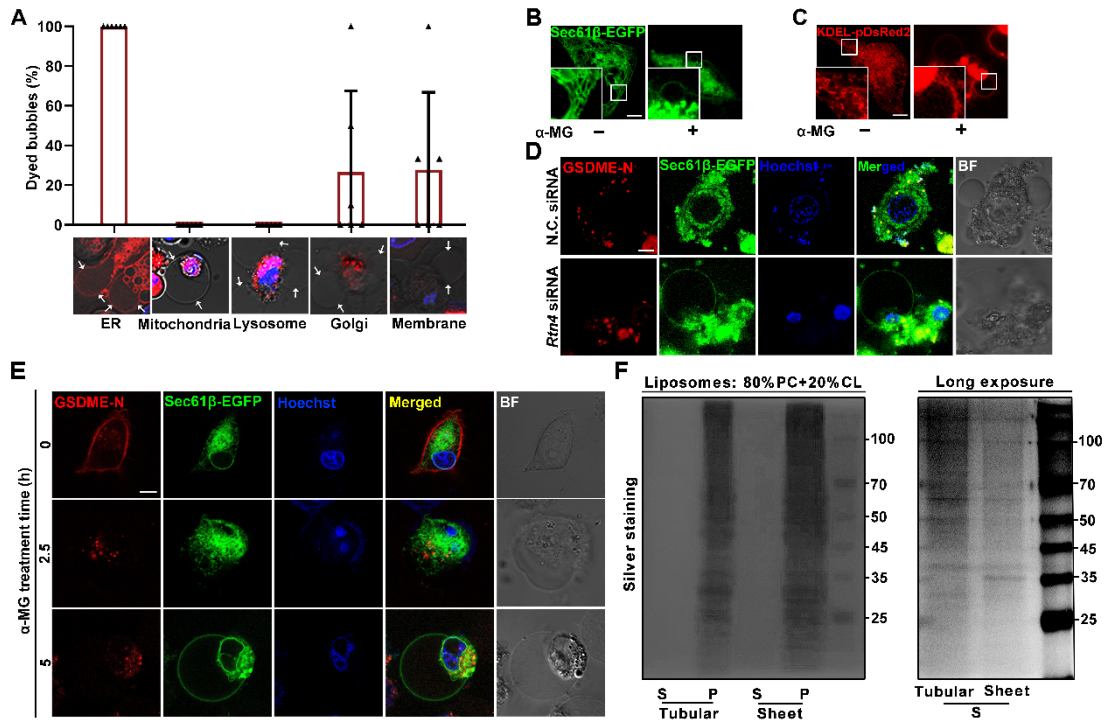 A
Dyed bubbles (%)
100
80
60
40
20
0
ER
Mitochondria
Lysosome
Golgi
Membrane
B
Sec61β-EGFP
α-MG
−
+
C
KDEL-pDsRed2
α-MG
−
+
D
GSDME-N
Sec61β-EGFP
Hoechst
Merged
BF
N.C. siRNA
Rtn4 siRNA
E
GSDME-N
Sec61β-EGFP
Hoechst
Merged
BF
α-MG treatment time (h)
0
2.5
5
F
Liposomes: 80%PC+20%CL
Long exposure
Silver staining
100
70
50
45
35
25
S P S P
Tubular Sheet
100
70
50
45
35
25
Tubular Sheet
S